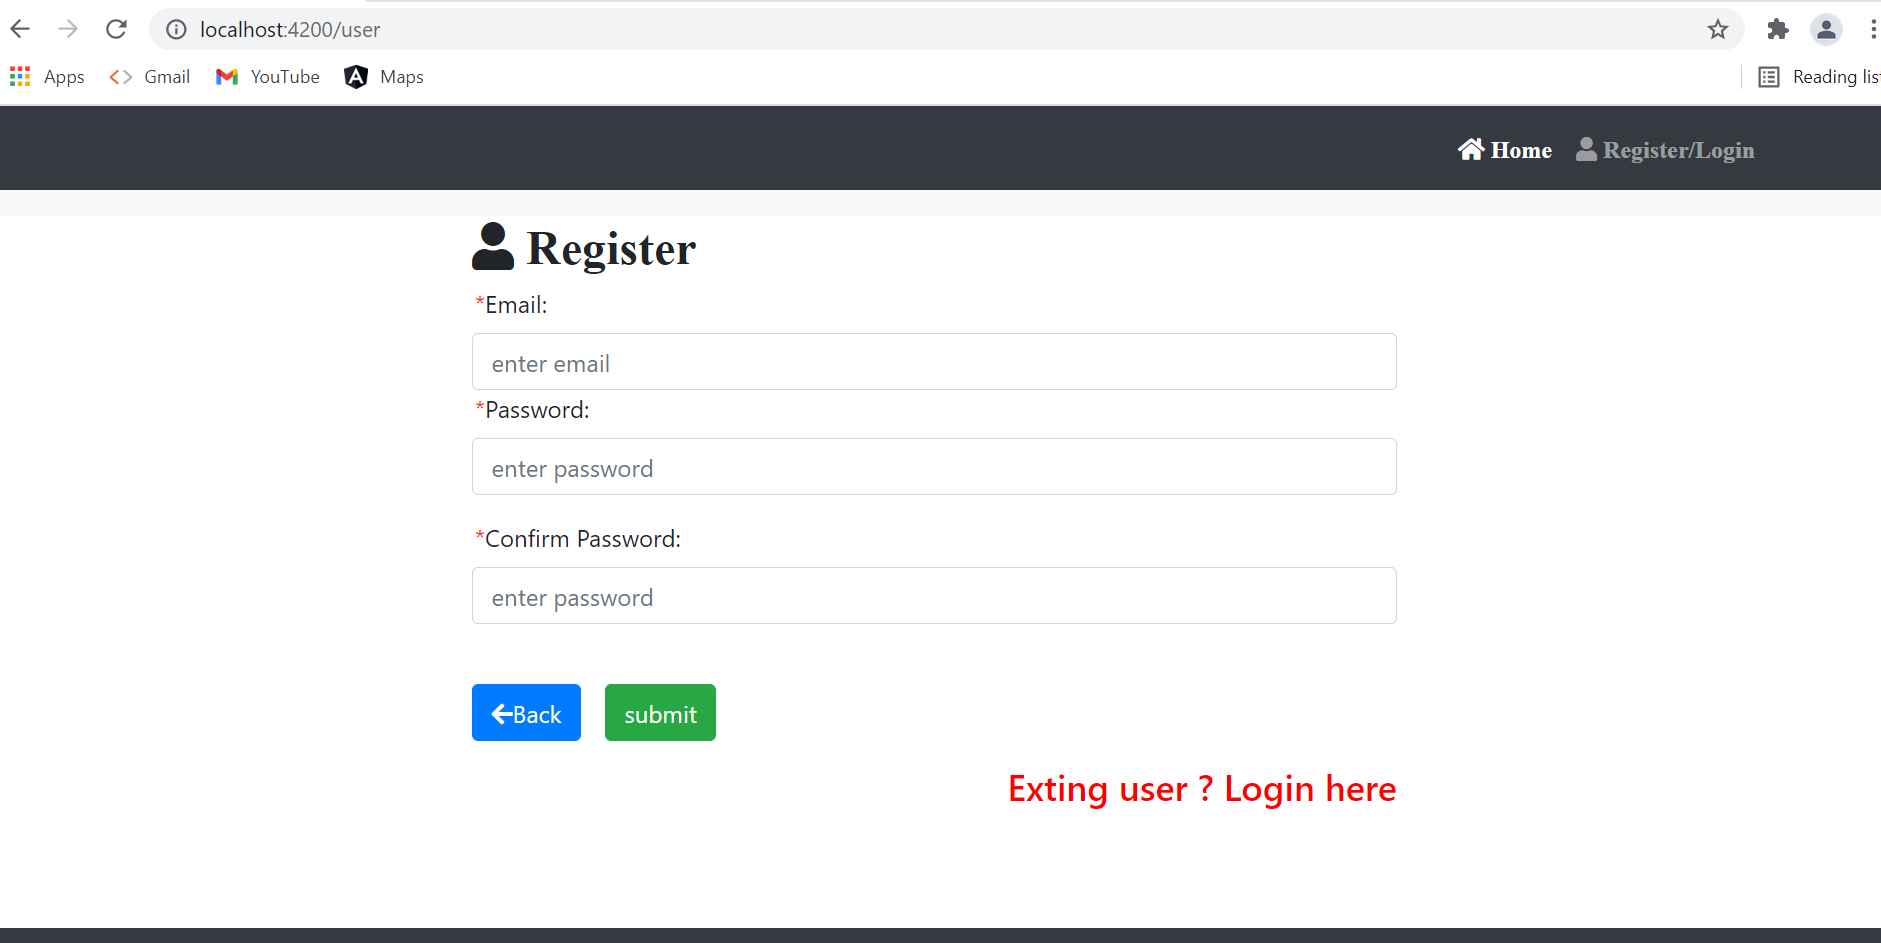 localhost:4200/user
Apps Gmail YouTube Maps Reading lis
Home Register/Login
Register
*Email:
enter email
*Password:
enter password
*Confirm Password:
enter password
Back submit
Exting user ? Login here